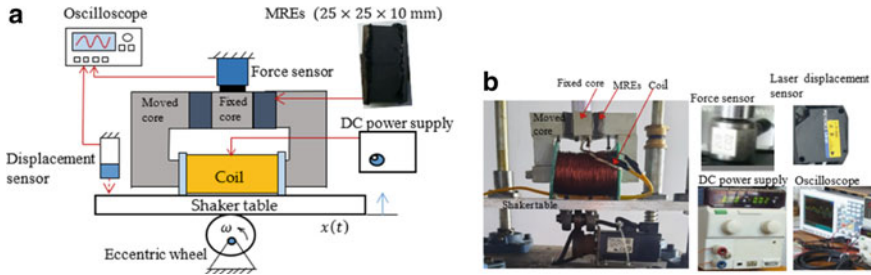 a
Oscilloscope
MREs (25 × 25 × 10 mm)
Force sensor
Moved
core
Fixed
core
DC power supply
Displacement
sensor
Coil
Shaker table
x(t)
ω
Eccentric wheel
b
Fixed core
MREs
Coil
Moved
core
Shakertable
Force sensor
Laser displacement
sensor
DC power supply
Oscilloscope